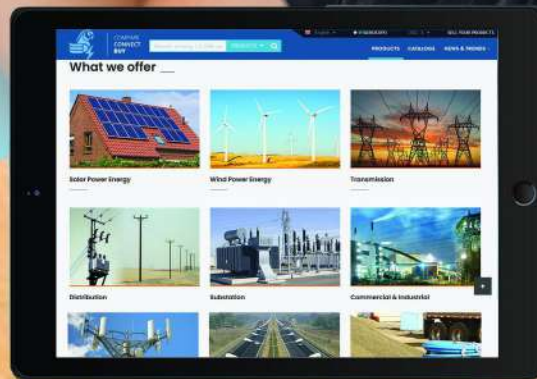 English
SELL YOUR PRODUCTS
COMPARE
CONNECT
BUY
PRODUCTS
PRODUCTS
CATALOGS
NEWS & TRENDS
What we offer
Solar Power Energy
Wind Power Energy
Transmission
Distribution
Substation
Commercial & Industrial